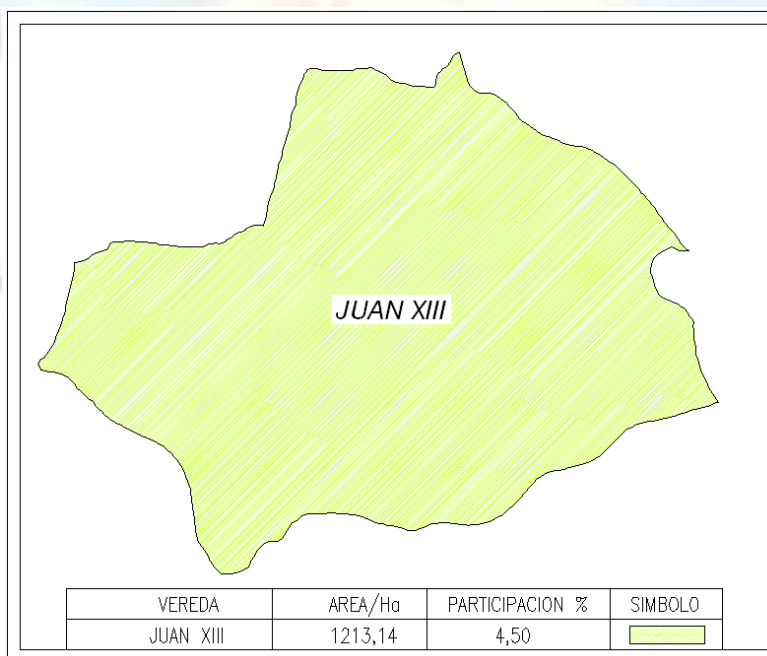 JUAN XIII
VEREDA AREA/Ha PARTICIPACION % SIMBOLO
JUAN XIII 1213,14 4,50